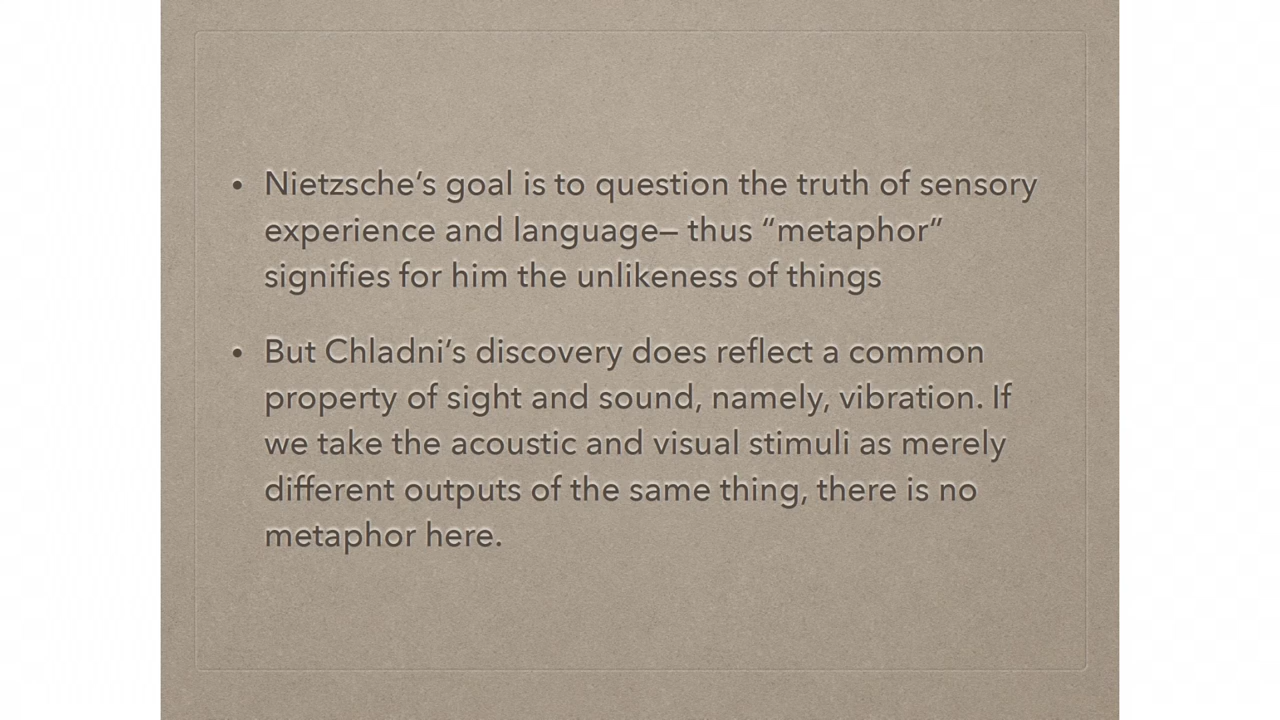 • Nietzsche’s goal is to question the truth of sensory
experience and language— thus “metaphor”
signifies for him the unlikeness of things
• But Chladni’s discovery does reflect a common
property of sight and sound, namely, vibration. If
we take the acoustic and visual stimuli as merely
different outputs of the same thing, there is no
metaphor here.